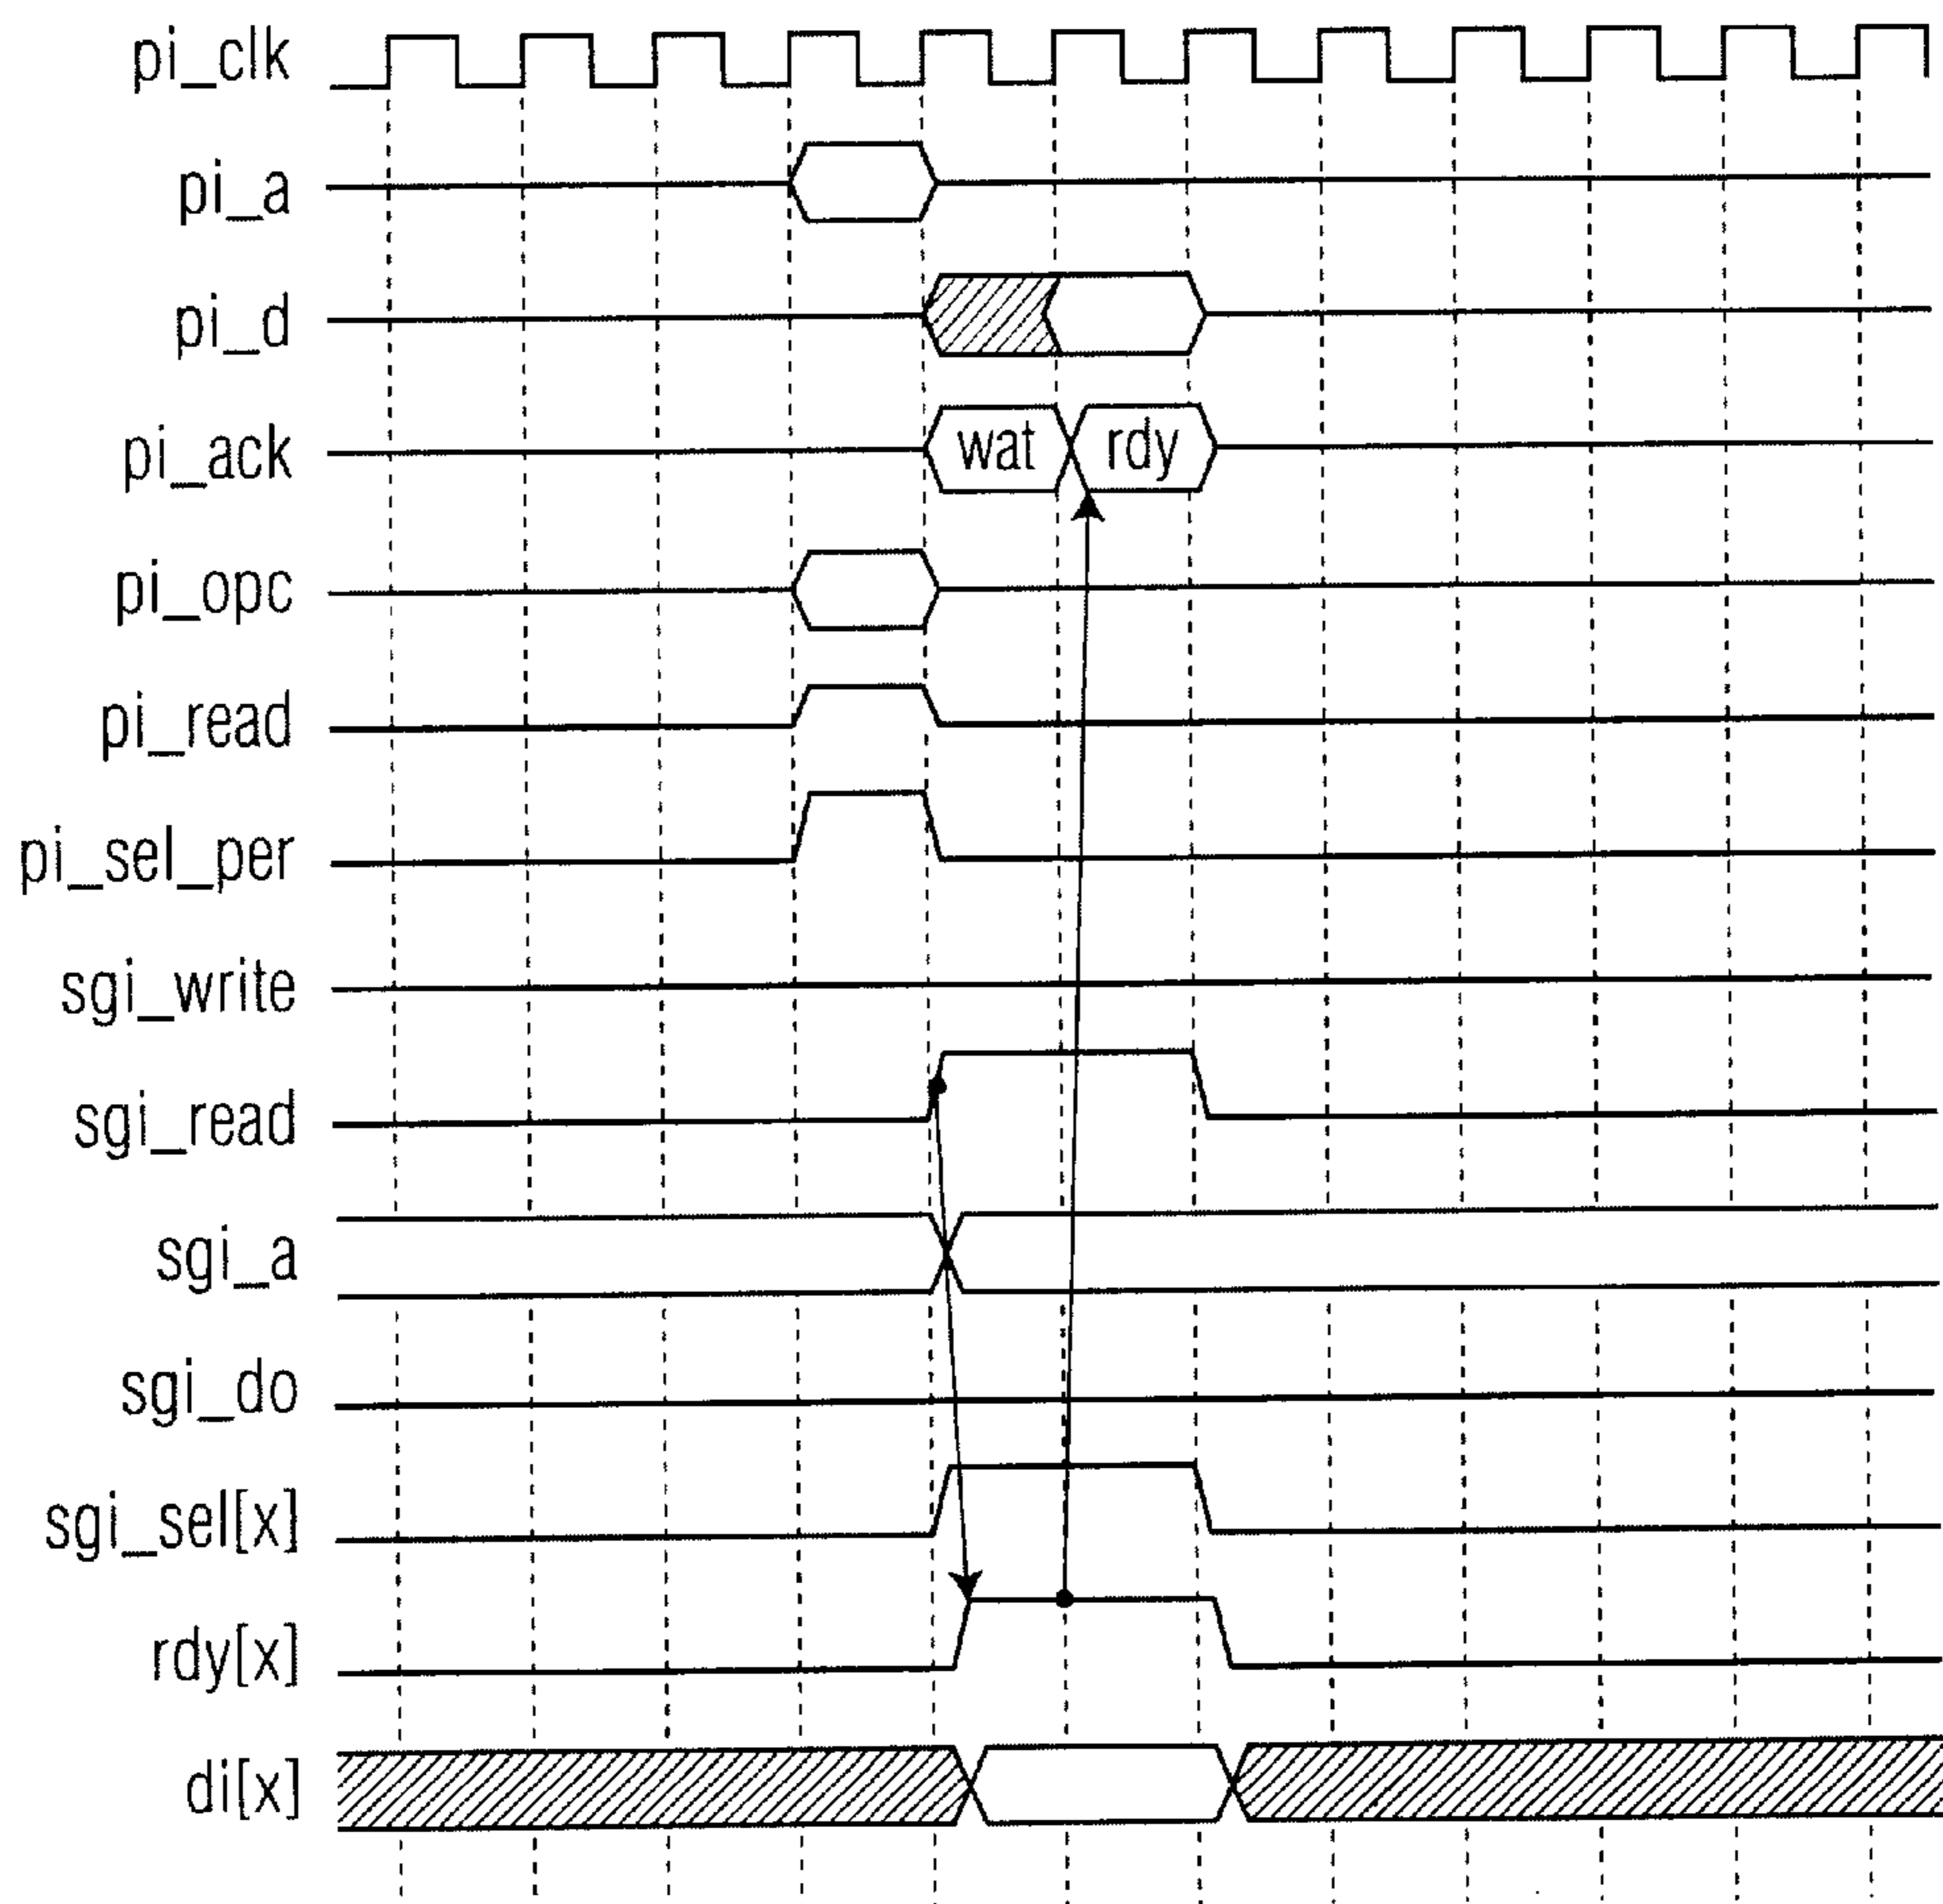 pi_clk
pi_a
pi_d
pi_ack wat rdy
pi_opc
pi_read
pi_sel_per
sgi_write
sgi_read
sgi_a
sgi_do
sgi_sel[x]
rdy[x]
di[x]